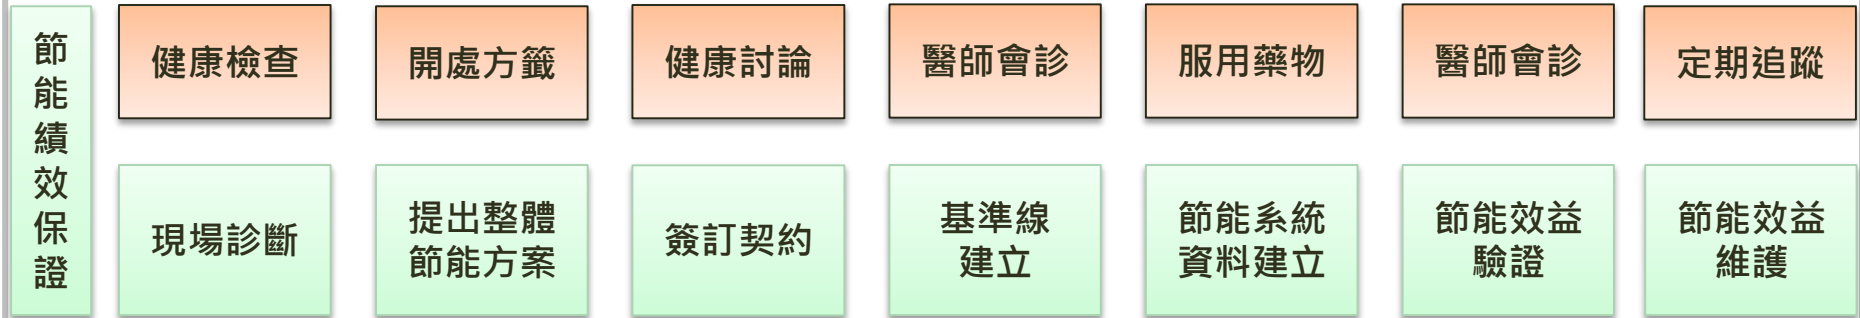 節能績效保證
健康檢查
開處方籤
健康討論
醫師會診
服用藥物
醫師會診
定期追蹤
現場診斷
提出整體
節能方案
簽訂契約
基準線
建立
節能系統
資料建立
節能效益
驗證
節能效益
維護